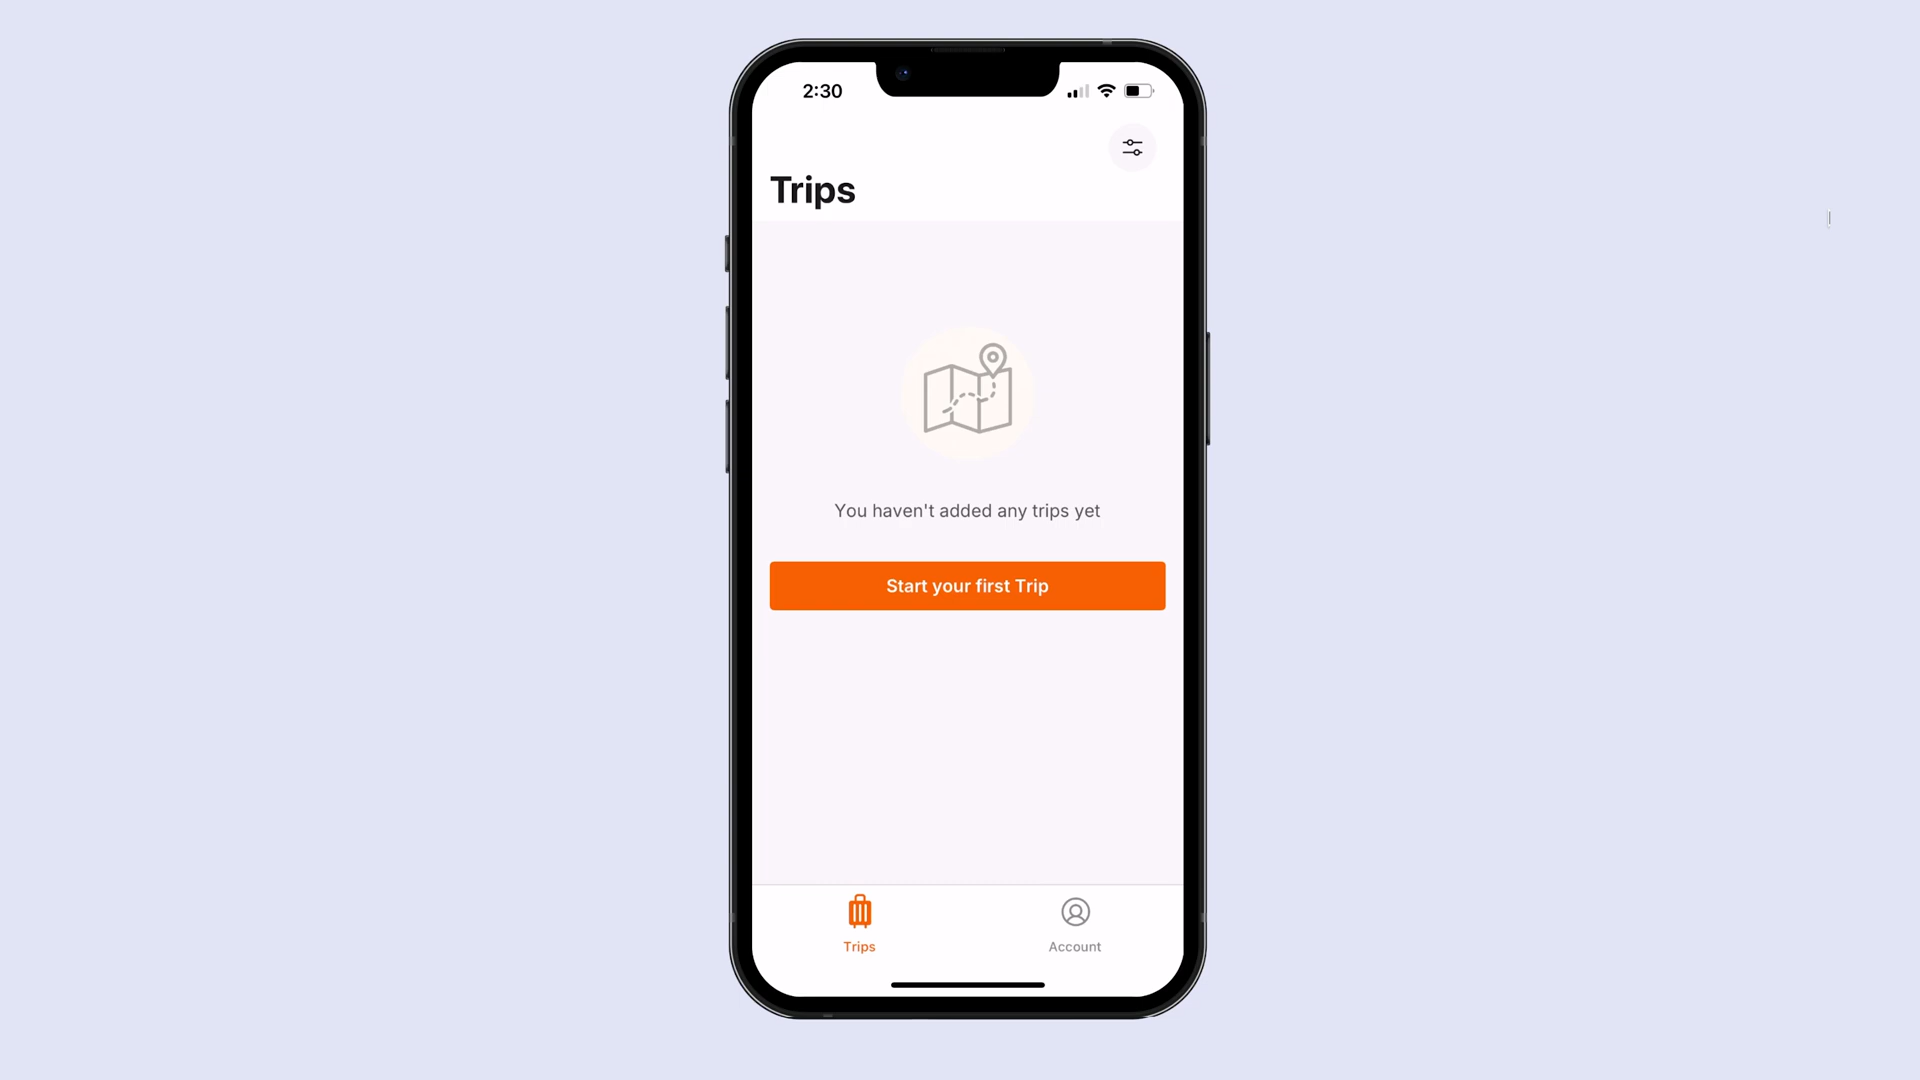 2:30
Trips
You haven't added any trips yet
Start your first Trip
Trips
Account